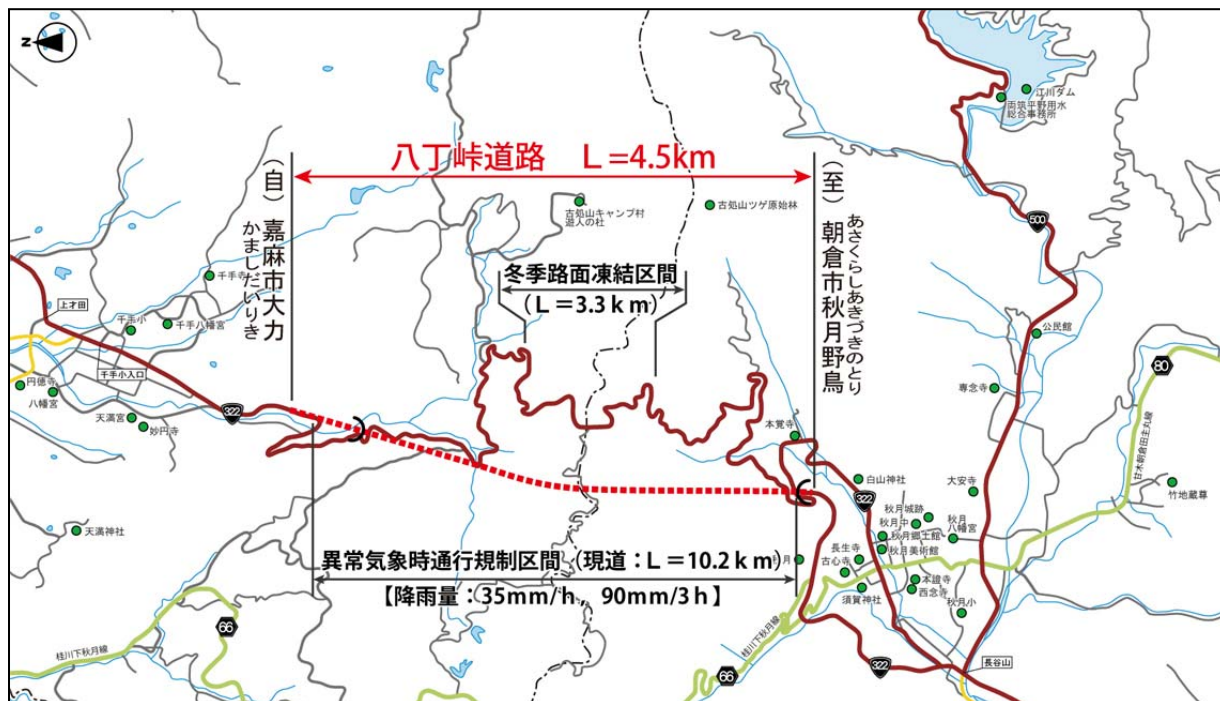 N
江川ダム
両筑平野用水
総合事務所
八丁峠道路 L=4.5km
(自)嘉麻市大力
かましだいりき
(至)朝倉市秋月野鳥
あさくらしあきづきのとり
古処山キャンプ村
遊人の杜
古処山ツゲ原始林
500
千手寺
冬季路面凍結区間
(L=3.3km)
上才田
千手小
千手八幡宮
公民館
80
千手小入口
円徳寺
八幡宮
専念寺
322
天満宮
妙円寺
本覚寺
甘木朝倉田主丸線
白山神社
大安寺
竹地蔵尊
322
秋月城跡
秋月中
秋月
八幡宮
天満神社
秋月郷土館
秋月美術館
長生寺
異常気象時通行規制区間(現道:L=10.2km)
古心寺
【降雨量:35mm/h, 90mm/3h】
本證寺
西念寺
須賀神社
秋月小
66
桂川下秋月線
桂川下秋月線
66
322
長谷山